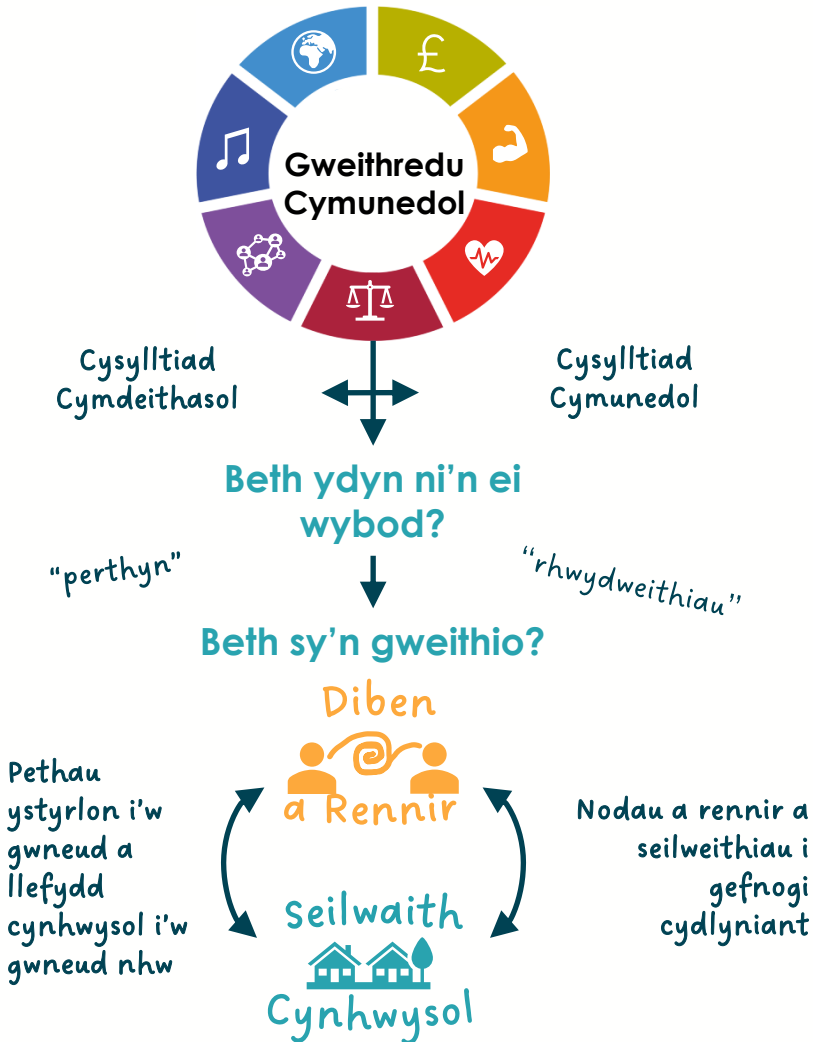 £
Gweithredu
Cymunedol
Cysylltiad
Cymdeithasol
Cysylltiad
Cymunedol
Beth ydyn ni'n ei
wybod?
"perthyn"
"rhwydweithiau"
Beth sy'n gweithio?
Diben
a Rennir
Pethau
ystyrlon i'w
gwneud a
llefydd
cynhwysol i'w
gwneud nhw
Nodau a rennir a
seilweithiau i
gefnogi
cydlyniant
Seilwaith
Cynhwysol